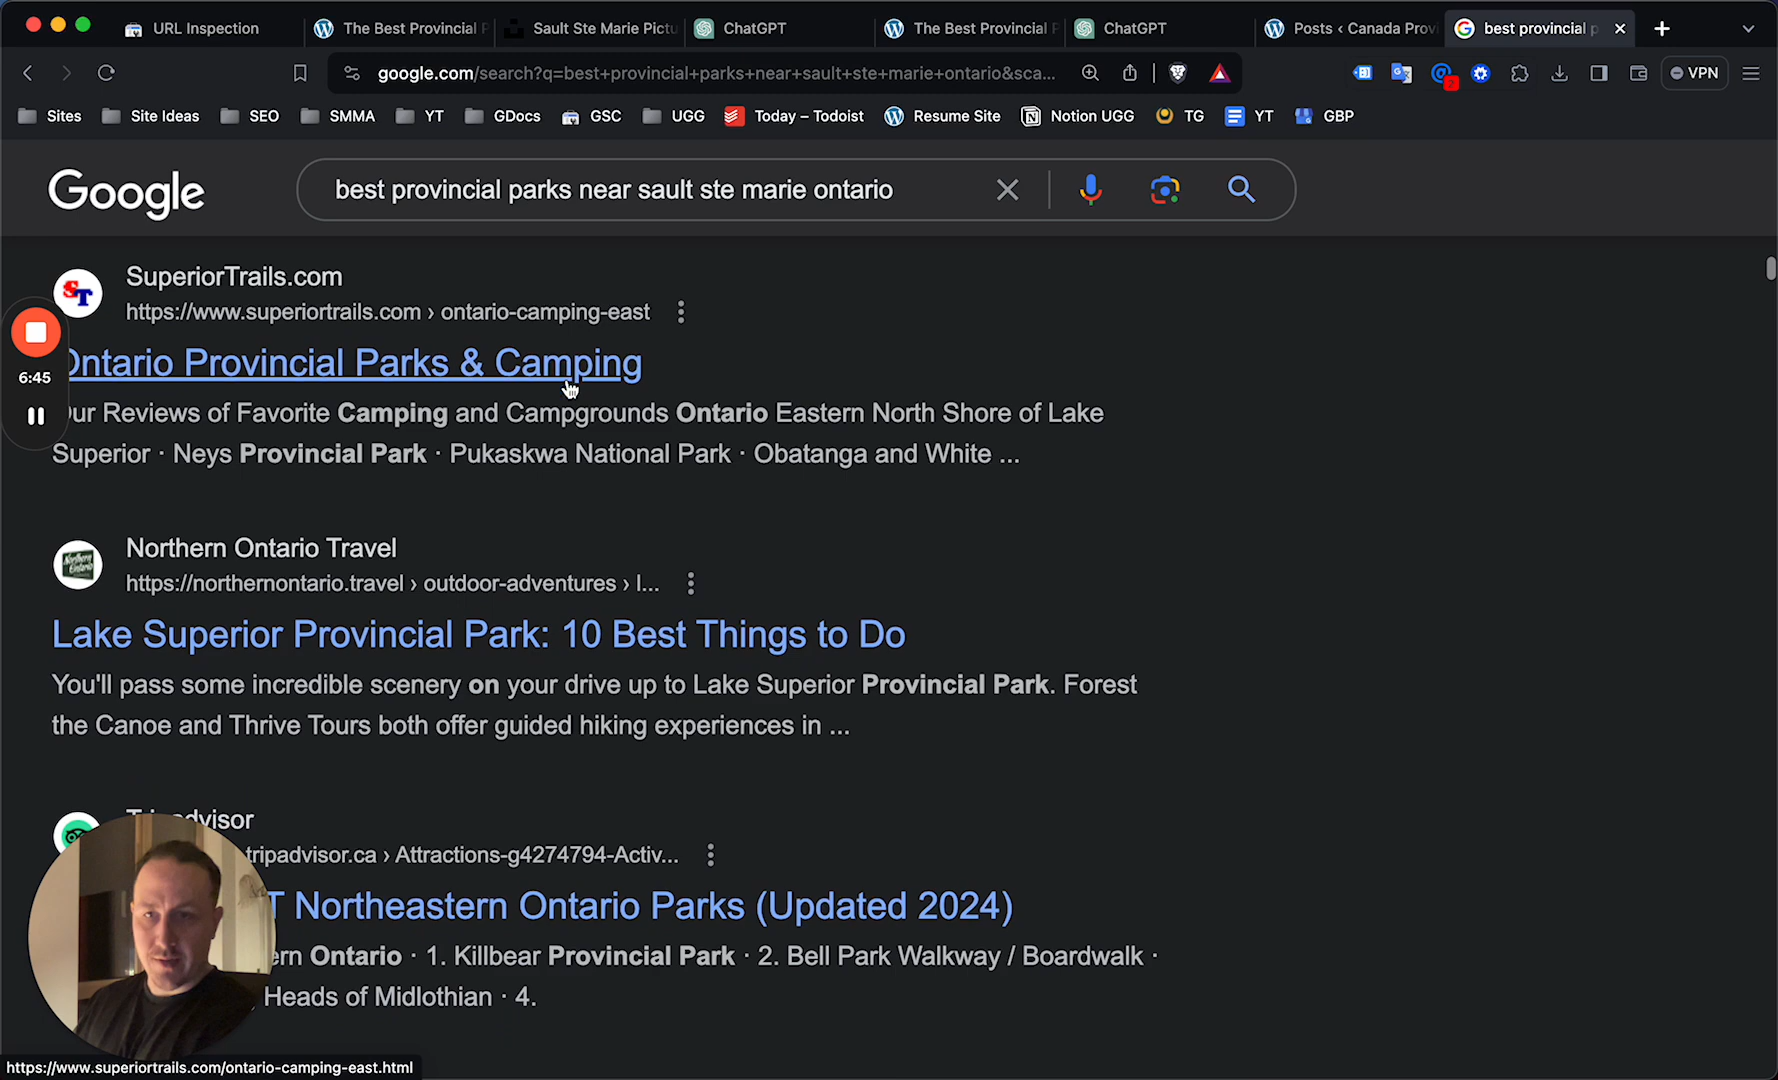 URL Inspection
The Best Provincial P
Sault Ste Marie Pictu
ChatGPT
The Best Provincial P
ChatGPT
Posts ‹ Canada Provi
best provincial p
google.com/search?q=best+provincial+parks+near+sault+ste+marie+ontario&sca...
2
VPN
Sites
Site Ideas
SEO
SMMA
YT
GDocs
GSC
UGG
Today – Todoist
Resume Site
Notion UGG
TG
YT
GBP
Google
best provincial parks near sault ste marie ontario
ST
SuperiorTrails.com
https://www.superiortrails.com › ontario-camping-east
Ontario Provincial Parks & Camping
6:45
Our Reviews of Favorite Camping and Campgrounds Ontario Eastern North Shore of Lake
Superior · Neys Provincial Park · Pukaskwa National Park · Obatanga and White ...
Northern Ontario
Northern Ontario Travel
https://northernontario.travel › outdoor-adventures › l...
Lake Superior Provincial Park: 10 Best Things to Do
You'll pass some incredible scenery on your drive up to Lake Superior Provincial Park. Forest
the Canoe and Thrive Tours both offer guided hiking experiences in ...
Tripadvisor
tripadvisor.ca › Attractions-g4274794-Activ...
T Northeastern Ontario Parks (Updated 2024)
ern Ontario · 1. Killbear Provincial Park · 2. Bell Park Walkway / Boardwalk ·
Heads of Midlothian · 4.
https://www.superiortrails.com/ontario-camping-east.html